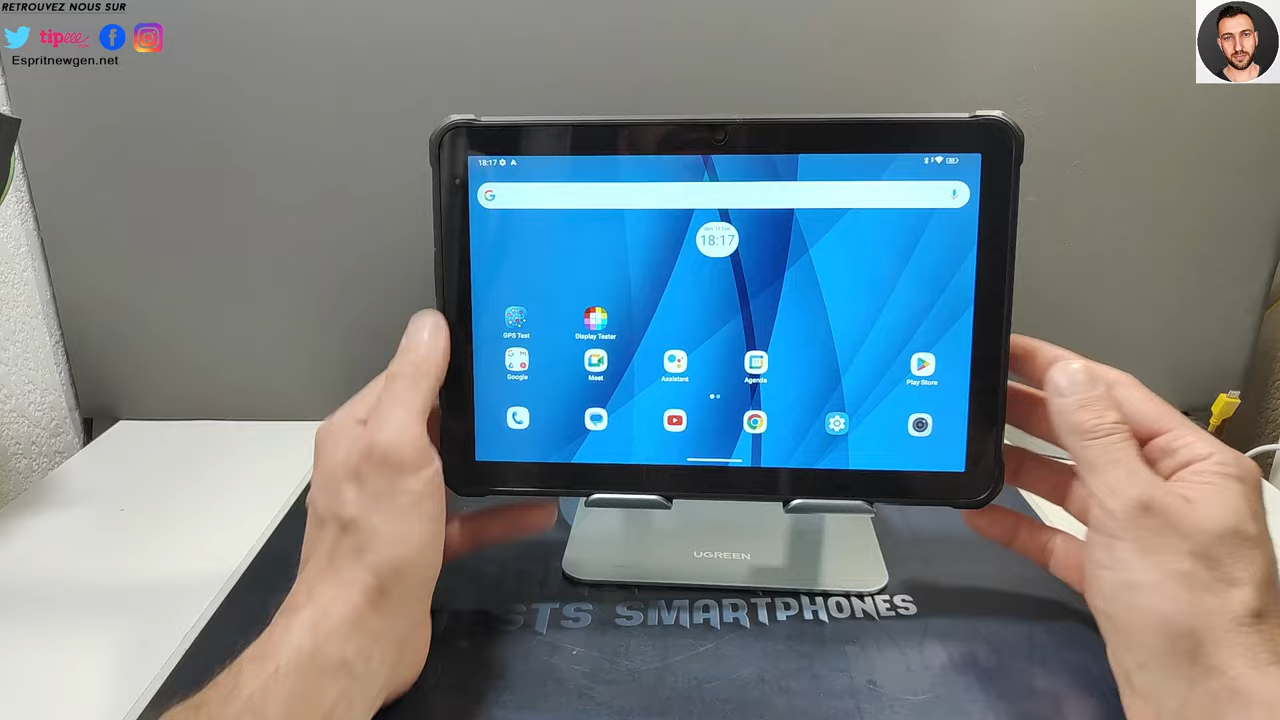 RETROUVEZ NOUS SUR
tipeee
Espritnewgen.net
18:17
18:17
GPS Test
Display Tester
Google
Meet
Assistant
Agenda
Play Store
UGREEN
STS SMARTPHONES